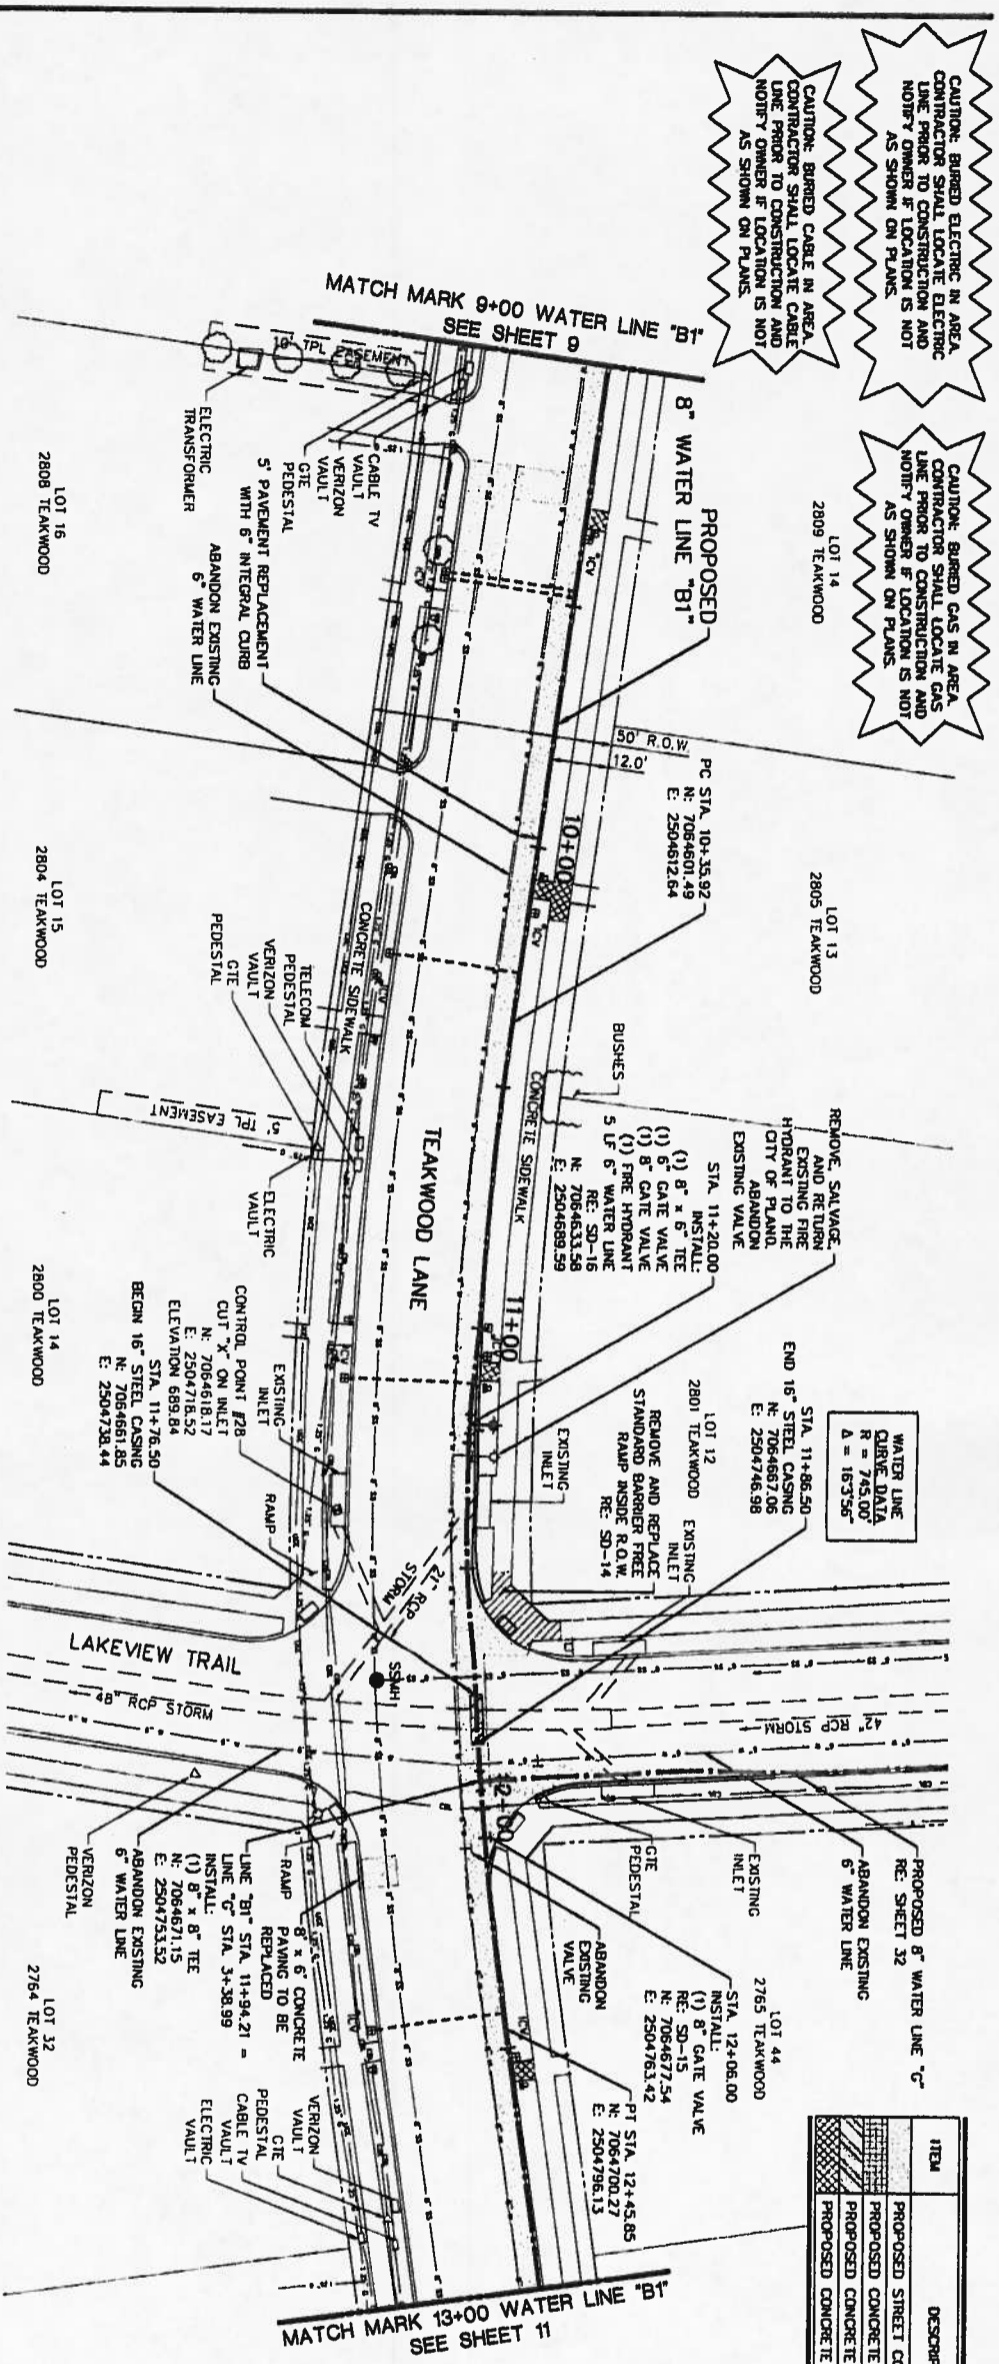 CAUTION: BURIED ELECTRIC IN AREA.
CONTRACTOR SHALL LOCATE ELECTRIC
LINE PRIOR TO CONSTRUCTION AND
NOTIFY OWNER IF LOCATION IS NOT
AS SHOWN ON PLANS.
CAUTION: BURIED GAS IN AREA.
CONTRACTOR SHALL LOCATE GAS
LINE PRIOR TO CONSTRUCTION AND
NOTIFY OWNER IF LOCATION IS NOT
AS SHOWN ON PLANS.
CAUTION: BURIED CABLE IN AREA.
CONTRACTOR SHALL LOCATE CABLE
LINE PRIOR TO CONSTRUCTION AND
NOTIFY OWNER IF LOCATION IS NOT
AS SHOWN ON PLANS.
MATCH MARK 9+00 WATER LINE "B1"
SEE SHEET 9
LOT 14
2809 TEAKWOOD
LOT 13
2805 TEAKWOOD
PROPOSED
8" WATER LINE "B1"
50' R.O.W.
12.0'
PC STA. 10+35.92
N: 7064601.49
E: 2504612.64
10+00
ICV
BUSHES
CONCRETE SIDEWALK
REMOVE, SALVAGE,
AND RETURN
EXISTING FIRE
HYDRANT TO THE
CITY OF PLANO.
ABANDON
EXISTING VALVE
STA. 11+20.00
INSTALL:
(1) 8" x 6" TEE
(1) 6" GATE VALVE
(1) 8" GATE VALVE
(1) FIRE HYDRANT
5 LF 6" WATER LINE
RE: SD-16
N: 7064633.58
E: 2504689.59
11+00
WATER LINE
CURVE DATA
R = 745.00'
Δ = 16°3'56"
STA. 11+86.50
END 16" STEEL CASING
N: 7064667.06
E: 2504746.98
LOT 12
2801 TEAKWOOD
EXISTING
INLET
REMOVE AND REPLACE
STANDARD BARRIER FREE
RAMP INSIDE R.O.W.
RE: SD-14
EXISTING
INLET
PROPOSED 8" WATER LINE "G"
RE: SHEET 32
ABANDON EXISTING
6" WATER LINE
EXISTING
INLET
GTE
PEDESTAL
42" RCP STORM
LOT 44
2765 TEAKWOOD
STA. 12+06.00
INSTALL:
(1) 8" GATE VALVE
RE: SD-15
N: 7064677.54
E: 2504763.42
ABANDON
EXISTING
VALVE
12+00
PT STA. 12+45.85
N: 7064700.27
E: 2504796.13
ITEM
PROPOSED STREET
PROPOSED CONCRETE
PROPOSED CONCRETE
PROPOSED CONCRETE
10' TPL EASEMENT
ELECTRIC
TRANSFORMER
CABLE TV
VAULT
VERIZON
VAULT
GTE
PEDESTAL
5' PAVEMENT REPLACEMENT
WITH 6" INTEGRAL CURB
ABANDON EXISTING
6" WATER LINE
LOT 16
2808 TEAKWOOD
LOT 15
2804 TEAKWOOD
CONCRETE SIDEWALK
TELECOM
PEDESTAL
VERIZON
VAULT
GTE
PEDESTAL
5' TPL EASEMENT
ELECTRIC
VAULT
TEAKWOOD LANE
CONTROL POINT #28
CUT "X" ON INLET
N: 7064618.17
E: 2504718.52
ELEVATION 689.84
EXISTING
INLET
STA. 11+76.50
BEGIN 16" STEEL CASING
N: 7064661.85
E: 2504738.44
LOT 14
2800 TEAKWOOD
RAMP
21" RCP
STORM
SSMH
LAKEVIEW TRAIL
48" RCP STORM
VERIZON
PEDESTAL
ABANDON EXISTING
6" WATER LINE
LINE "B1" STA. 11+94.21 =
LINE "G" STA. 3+38.99
INSTALL:
(1) 8" x 8" TEE
N: 7064671.15
E: 2504753.52
RAMP
8' x 6' CONCRETE
PAVING TO BE
REPLACED
VERIZON
VAULT
GTE
PEDESTAL
CABLE TV
VAULT
ELECTRIC
VAULT
LOT 32
2764 TEAKWOOD
MATCH MARK 13+00 WATER LINE "B1"
SEE SHEET 11